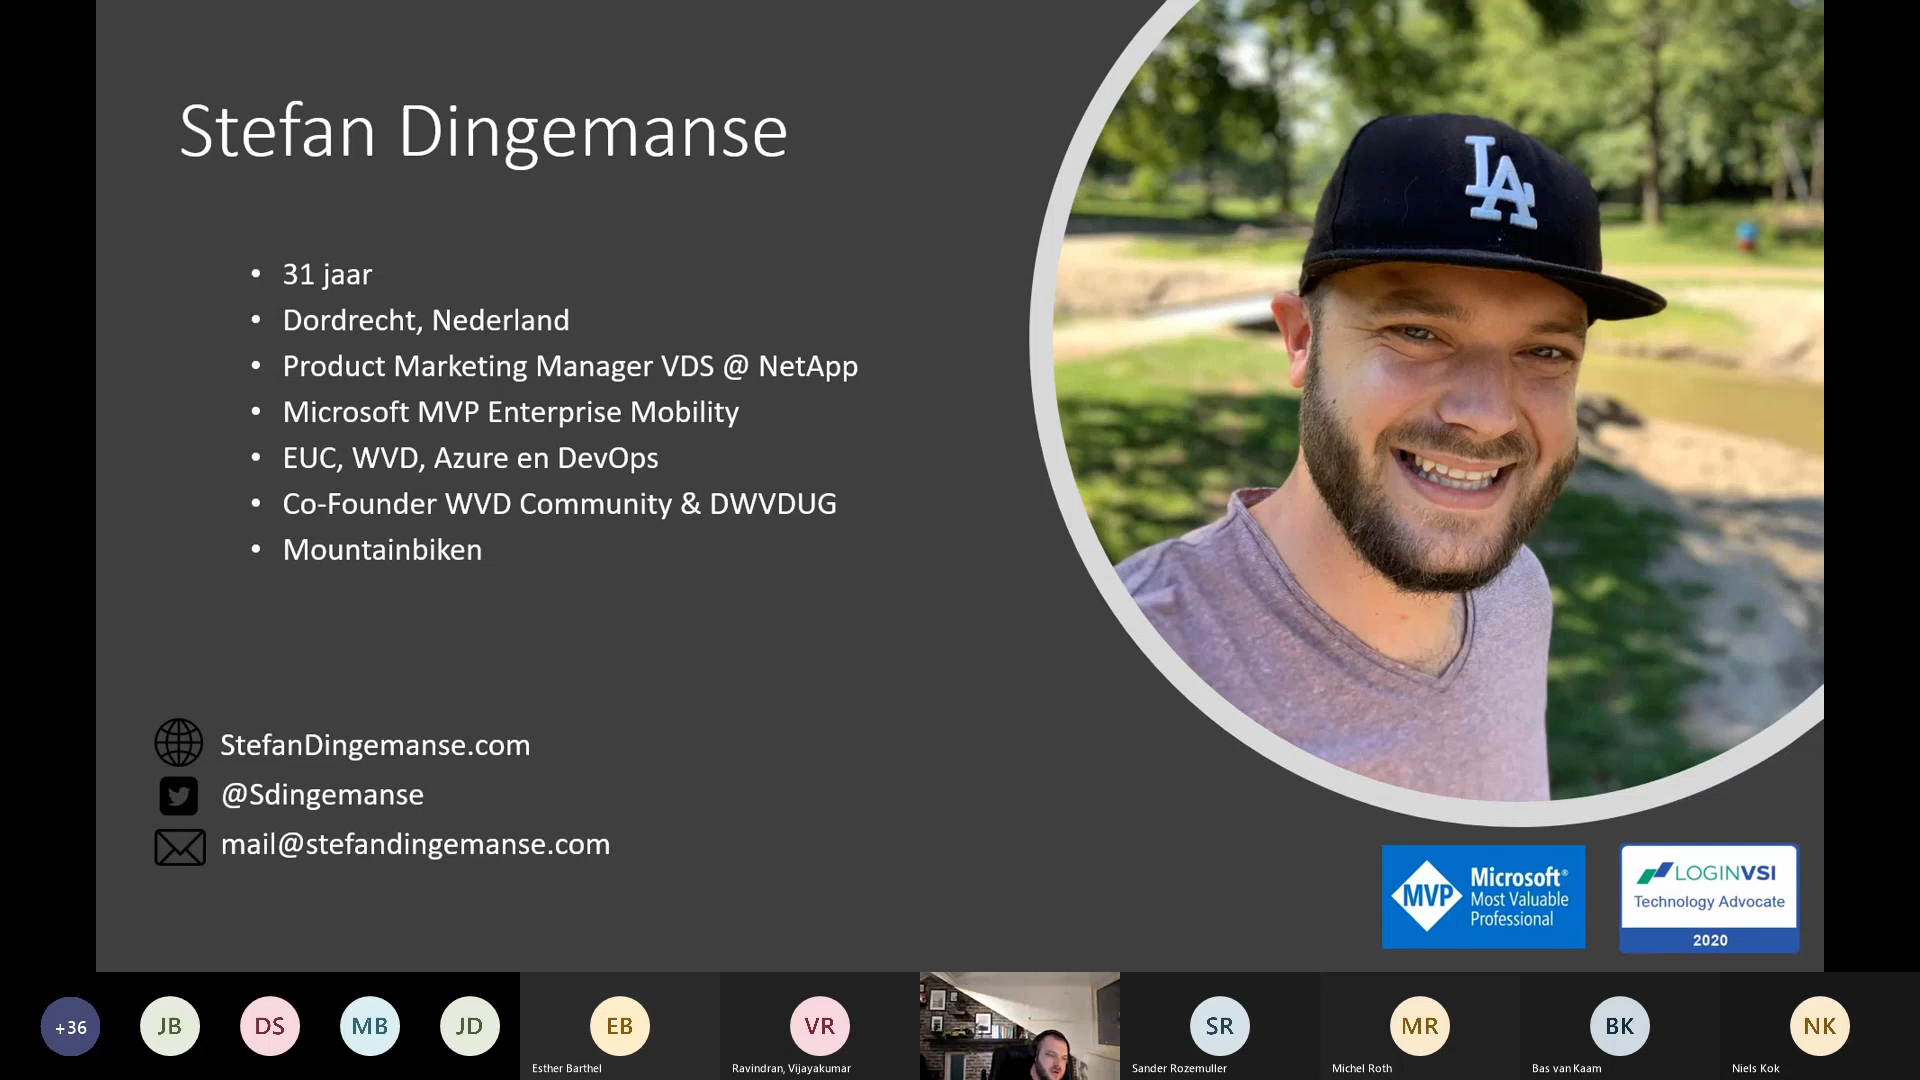 Stefan Dingemanse
LA
• 31 jaar
• Dordrecht, Nederland
• Product Marketing Manager VDS @ NetApp
• Microsoft MVP Enterprise Mobility
• EUC, WVD, Azure en DevOps
• Co-Founder WVD Community & DWVDUG
• Mountainbiken
StefanDingemanse.com
@Sdingemanse
mail@stefandingemanse.com
MVP
Microsoft®
Most Valuable
Professional
LOGINVSI
Technology Advocate
2020
+36
JB
DS
MB
JD
EB
Esther Barthel
VR
Ravindran, Vijayakumar
SR
Sander Rozemuller
MR
Michel Roth
BK
Bas van Kaam
NK
Niels Kok